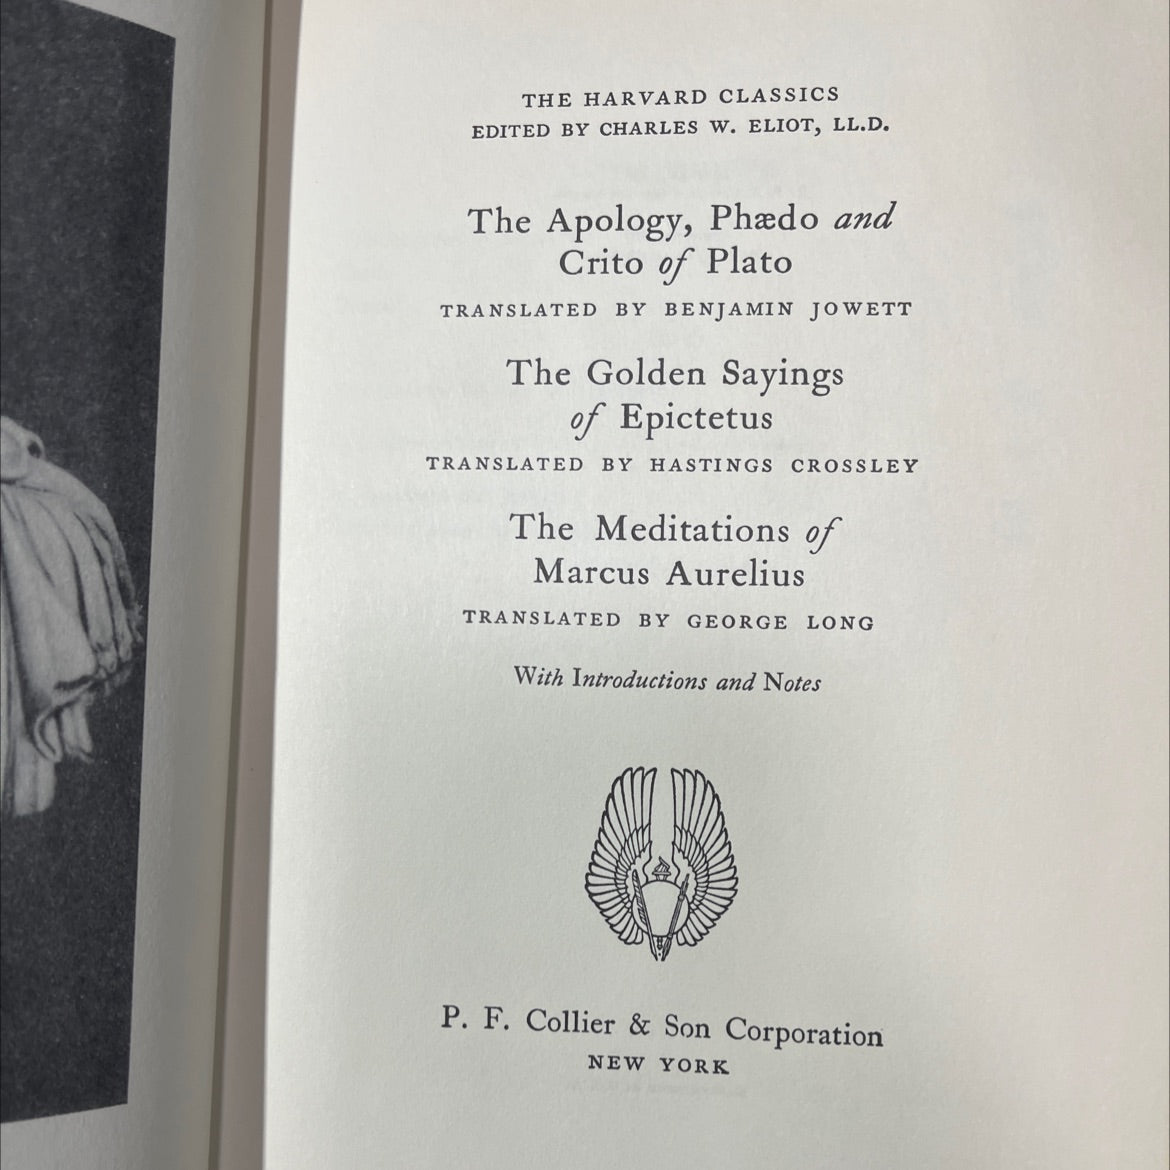 THE HARVARD CLASSICS
EDITED BY CHARLES W. ELIOT, LL.D.
The Apology, Phædo and
Crito of Plato
TRANSLATED BY BENJAMIN JOWETT
The Golden Sayings
of Epictetus
TRANSLATED BY HASTINGS CROSSLEY
The Meditations of
Marcus Aurelius
TRANSLATED BY GEORGE LONG
With Introductions and Notes
P. F. Collier & Son Corporation
NEW YORK